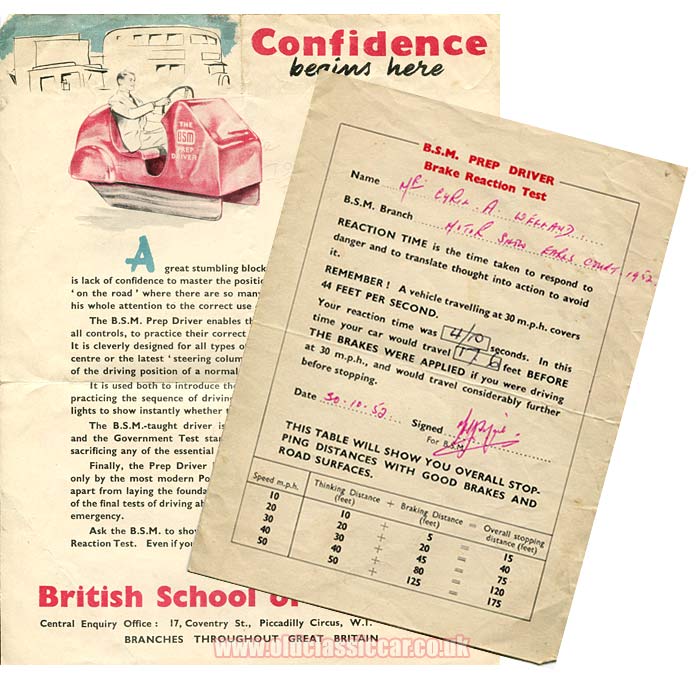 Confidence
begins here
THE
BSM
PREP
DRIVER
A great stumbling block
is lack of confidence to master the positio
‘ on the road ’ where there are so many
his whole attention to the correct use
The B.S.M. Prep Driver enables th
all controls, to practice their correct
It is cleverly designed for all types o
centre or the latest ‘ steering colum
of the driving position of a normal
It is used both to introduce the
practicing the sequence of driving
lights to show instantly whether t
The B.S.M.-taught driver is
and the Government Test stan
sacrificing any of the essential
Finally, the Prep Driver
only by the most modern Po
apart from laying the founda
of the final tests of driving ab
emergency.
Ask the B.S.M. to sho
Reaction Test. Even if you
British School o
Central Enquiry Office : 17, Coventry St., Piccadilly Circus, W.1.
BRANCHES THROUGHOUT GREAT BRITAIN
B.S.M. PREP DRIVER
Brake Reaction Test
Name Mr Cyril A.
B.S.M. Branch Motor Show Earls Court 1952
REACTION TIME is the time taken to respond to
danger and to translate thought into action to avoid
it.
REMEMBER ! A vehicle travelling at 30 m.p.h. covers
44 FEET PER SECOND.
Your reaction time was 4/10 seconds. In this
time your car would travel 17.6 feet BEFORE
THE BRAKES WERE APPLIED if you were driving
at 30 m.p.h., and would travel considerably further
before stopping.
Date 30.10.52 Signed
For B.S.M.
THIS TABLE WILL SHOW YOU OVERALL STOP-
PING DISTANCES WITH GOOD BRAKES AND
ROAD SURFACES.
Speed m.p.h. Thinking Distance (feet) + Braking Distance (feet) = Overall stopping distance (feet)
10 10 + 5 = 15
20 20 + 20 = 40
30 30 + 45 = 75
40 40 + 80 = 120
50 50 + 125 = 175
www.oldclassiccar.co.uk